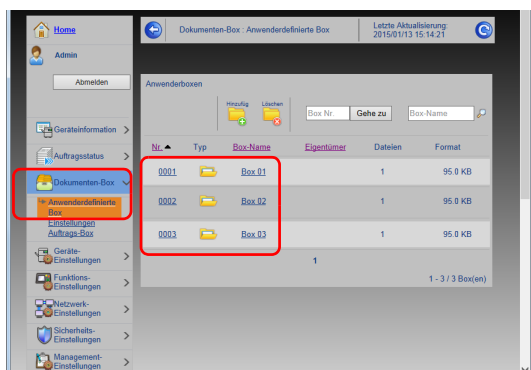 Home
Admin
Abmelden
Geräteinformation
Auftragsstatus
Dokumenten-Box
Anwenderdefinierte
Box
Einstellungen
Auftrags-Box
Geräte-
Einstellungen
Funktions-
Einstellungen
Netzwerk-
Einstellungen
Sicherheits-
Einstellungen
Management-
Einstellungen
Dokumenten-Box : Anwenderdefinierte Box
Letzte Aktualisierung:
2015/01/13 15:14:21
Anwenderboxen
Hinzufüg Löschen
Box Nr. Gehe zu Box-Name
Nr. Typ Box-Name Eigentümer Dateien Format
0001 Box 01 1 95.0 KB
0002 Box 02 1 95.0 KB
0003 Box 03 1 95.0 KB
1
1 - 3 / 3 Box(en)